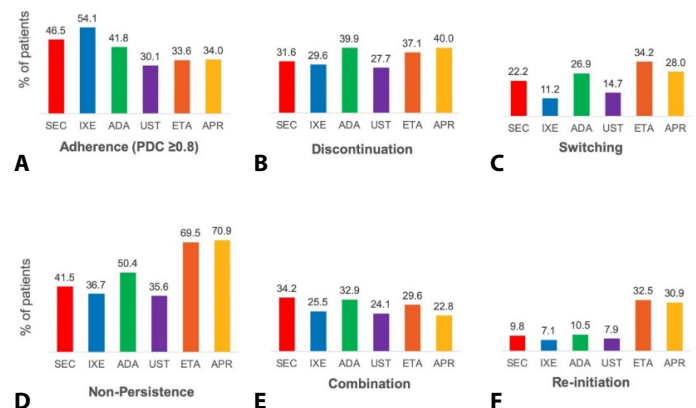 % of patients
46.5 54.1 41.8 30.1 33.6 34.0
SEC IXE ADA UST ETA APR
Adherence (PDC ≥0.8)
A
31.6 29.6 39.9 27.7 37.1 40.0
SEC IXE ADA UST ETA APR
Discontinuation
B
22.2 11.2 26.9 14.7 34.2 28.0
SEC IXE ADA UST ETA APR
Switching
C
% of patients
41.5 36.7 50.4 35.6 69.5 70.9
SEC IXE ADA UST ETA APR
Non-Persistence
D
34.2 25.5 32.9 24.1 29.6 22.8
SEC IXE ADA UST ETA APR
Combination
E
9.8 7.1 10.5 7.9 32.5 30.9
SEC IXE ADA UST ETA APR
Re-initiation
F